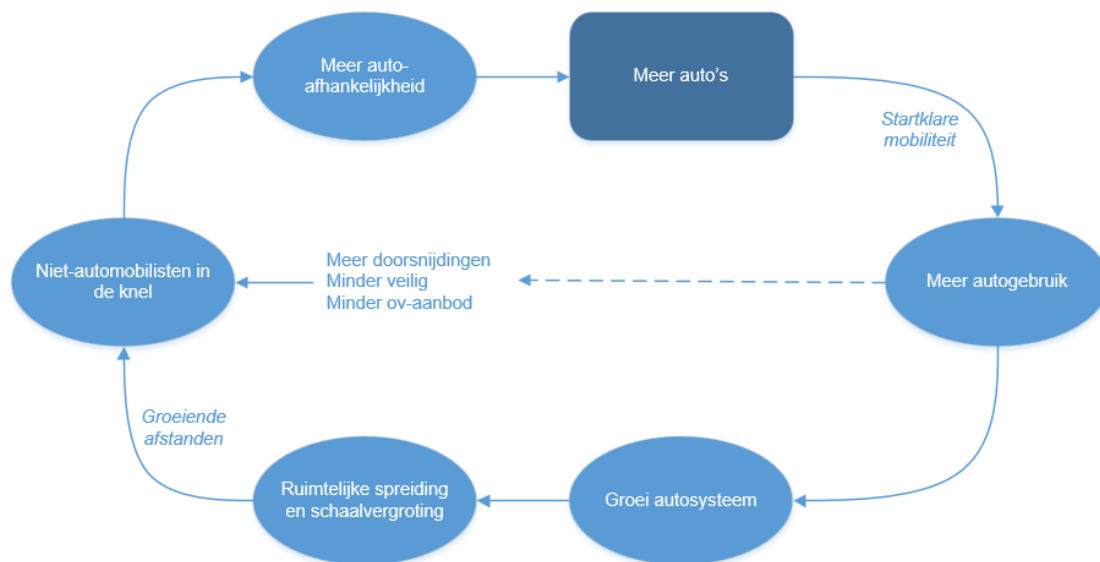 Meer auto-
afhankelijkheid
Meer auto’s
Startklare
mobiliteit
Niet-automobilisten in
de knel
Meer doorsnijdingen
Minder veilig
Minder ov-aanbod
Meer autogebruik
Groeiende
afstanden
Ruimtelijke spreiding
en schaalvergroting
Groei autosysteem